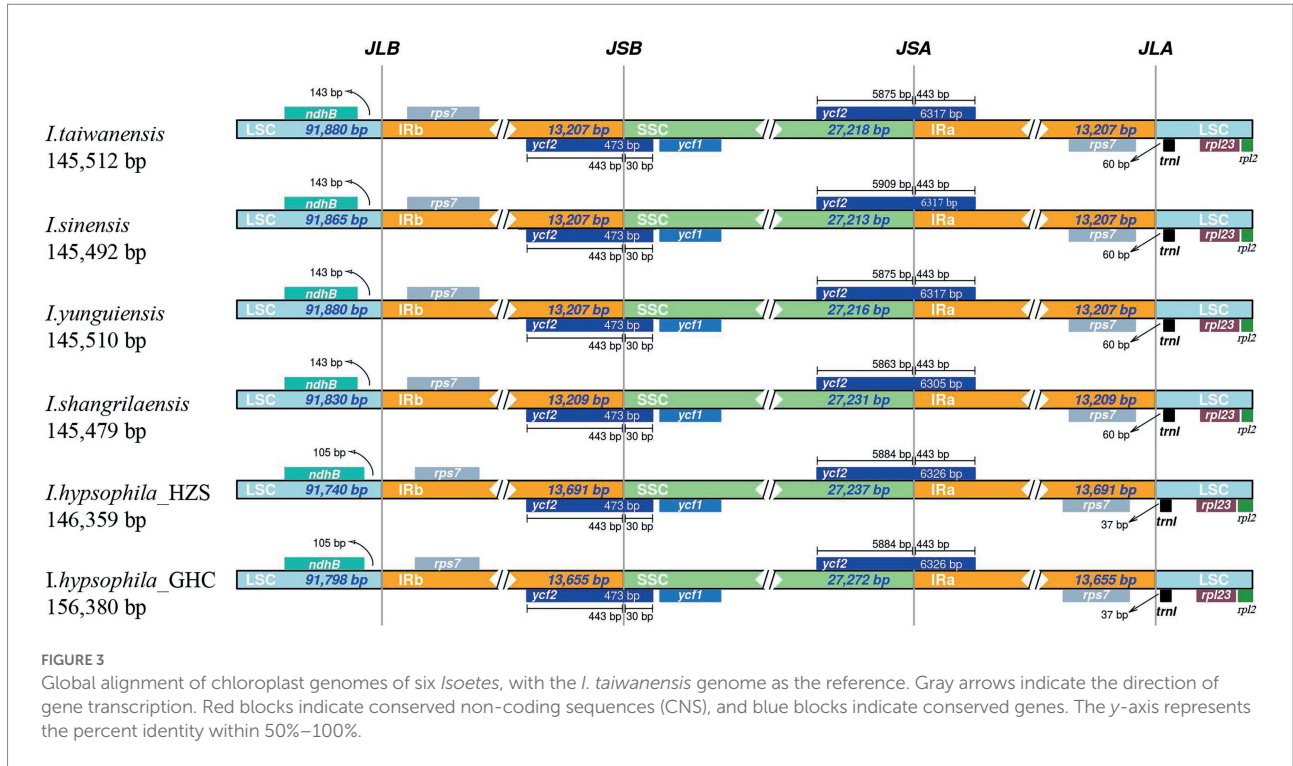 JLB JSB JSA JLA
143 bp 5875 bp 443 bp
ndhB rps7 ycf2 6317 bp
I.taiwanensis LSC 91,880 bp IRb 13,207 bp SSC 27,218 bp IRa 13,207 bp LSC
145,512 bp ycf2 473 bp ycf1 rps7 trnI rpl23 rpl2
443 bp 30 bp 60 bp
143 bp 5909 bp 443 bp
ndhB rps7 ycf2 6317 bp
I.sinensis LSC 91,865 bp IRb 13,207 bp SSC 27,213 bp IRa 13,207 bp LSC
145,492 bp ycf2 473 bp ycf1 rps7 trnI rpl23 rpl2
443 bp 30 bp 60 bp
143 bp 5875 bp 443 bp
ndhB rps7 ycf2 6317 bp
I.yunguiensis LSC 91,880 bp IRb 13,207 bp SSC 27,216 bp IRa 13,207 bp LSC
145,510 bp ycf2 473 bp ycf1 rps7 trnI rpl23 rpl2
443 bp 30 bp 60 bp
143 bp 5863 bp 443 bp
ndhB rps7 ycf2 6305 bp
I.shangrilaensis LSC 91,830 bp IRb 13,209 bp SSC 27,231 bp IRa 13,209 bp LSC
145,479 bp ycf2 473 bp ycf1 rps7 trnI rpl23 rpl2
443 bp 30 bp 60 bp
105 bp 5884 bp 443 bp
ndhB rps7 ycf2 6326 bp
I.hypsophila_HZS LSC 91,740 bp IRb 13,691 bp SSC 27,237 bp IRa 13,691 bp LSC
146,359 bp ycf2 473 bp ycf1 rps7 trnI rpl23 rpl2
443 bp 30 bp 37 bp
105 bp 5884 bp 443 bp
ndhB rps7 ycf2 6326 bp
I.hypsophila_GHC LSC 91,798 bp IRb 13,655 bp SSC 27,272 bp IRa 13,655 bp LSC
156,380 bp ycf2 473 bp ycf1 rps7 trnI rpl23 rpl2
443 bp 30 bp 37 bp
FIGURE 3
Global alignment of chloroplast genomes of six Isoetes, with the I. taiwanensis genome as the reference. Gray arrows indicate the direction of
gene transcription. Red blocks indicate conserved non-coding sequences (CNS), and blue blocks indicate conserved genes. The y-axis represents
the percent identity within 50%–100%.